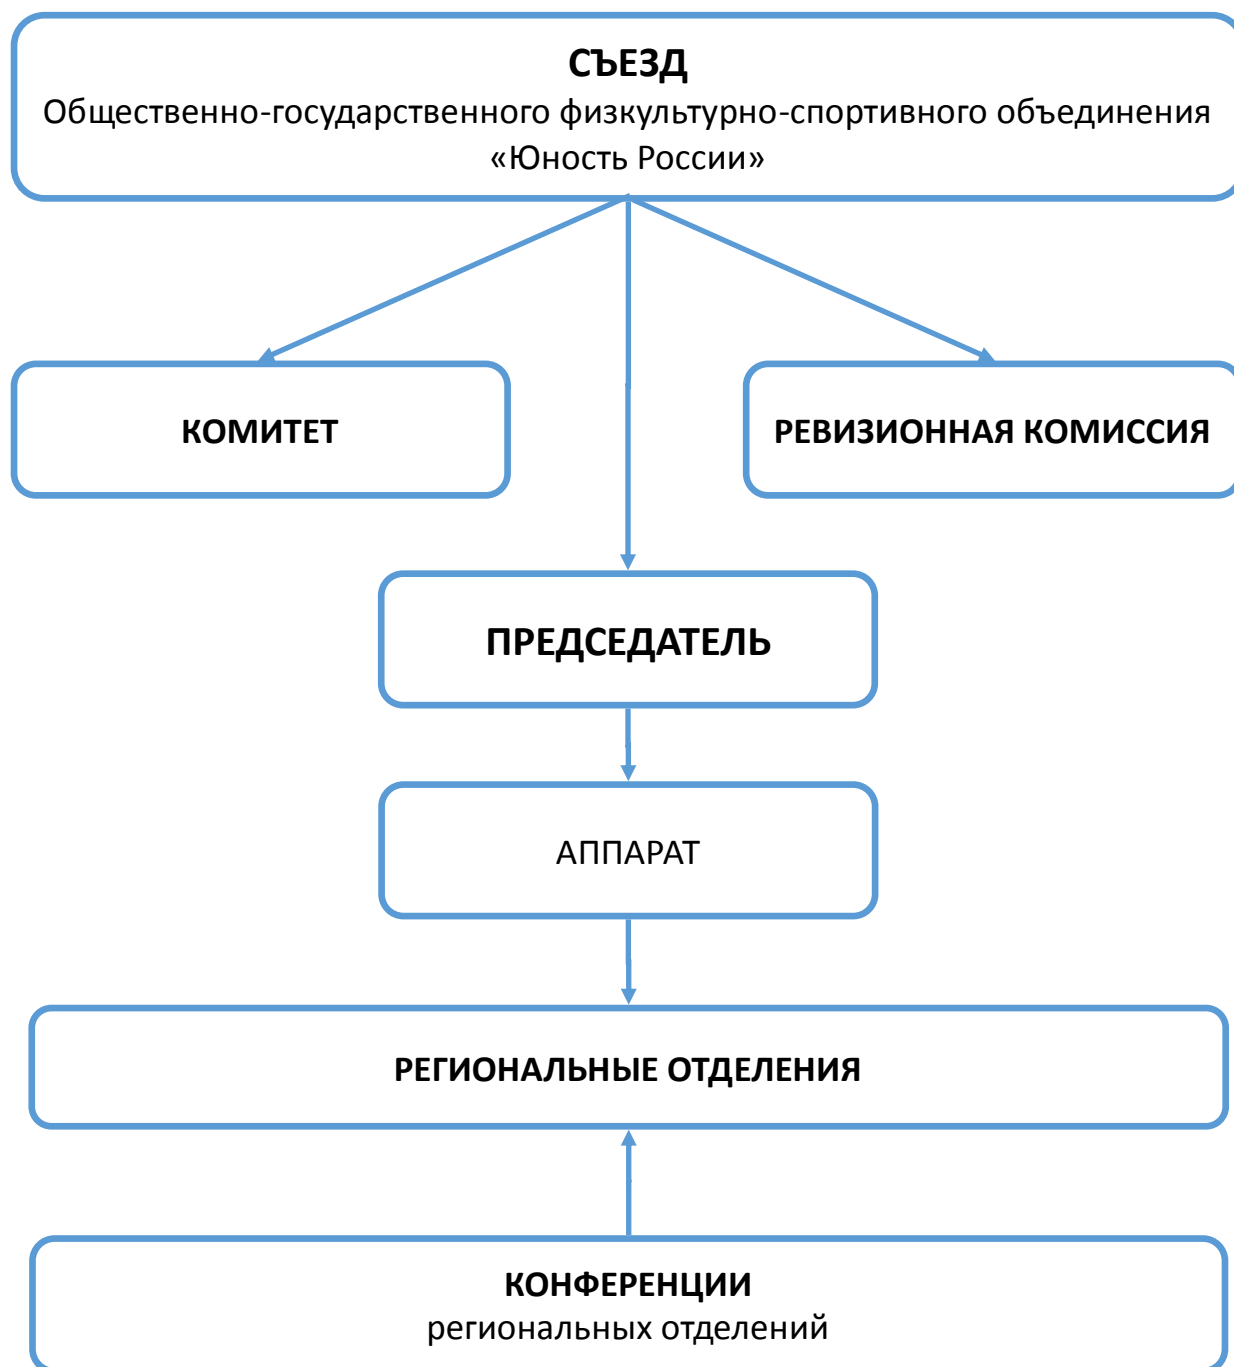 СЪЕЗД
Общественно-государственного физкультурно-спортивного объединения
«Юность России»
КОМИТЕТ
РЕВИЗИОННАЯ КОМИССИЯ
ПРЕДСЕДАТЕЛЬ
АППАРАТ
РЕГИОНАЛЬНЫЕ ОТДЕЛЕНИЯ
КОНФЕРЕНЦИИ
региональных отделений